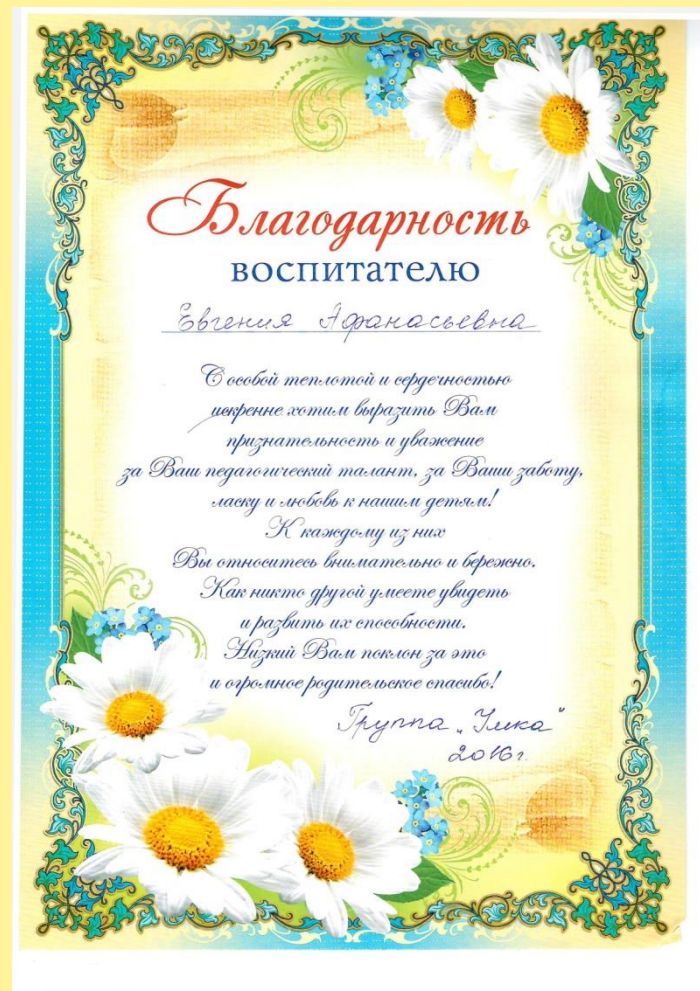 Благодарность
воспитателю
Евгения Афанасьевна
С особой теплотой и сердечностью
искренне хотим выразить Вам
признательность и уважение
за Ваш педагогический талант, за Ваши заботу,
ласку и любовь к нашим детям!
К каждому из них
Вы относитесь внимательно и бережно.
Как никто другой умеете увидеть
и развить их способности.
Низкий Вам поклон за это
и огромное родительское спасибо!
Группа „Умка“
2016г.